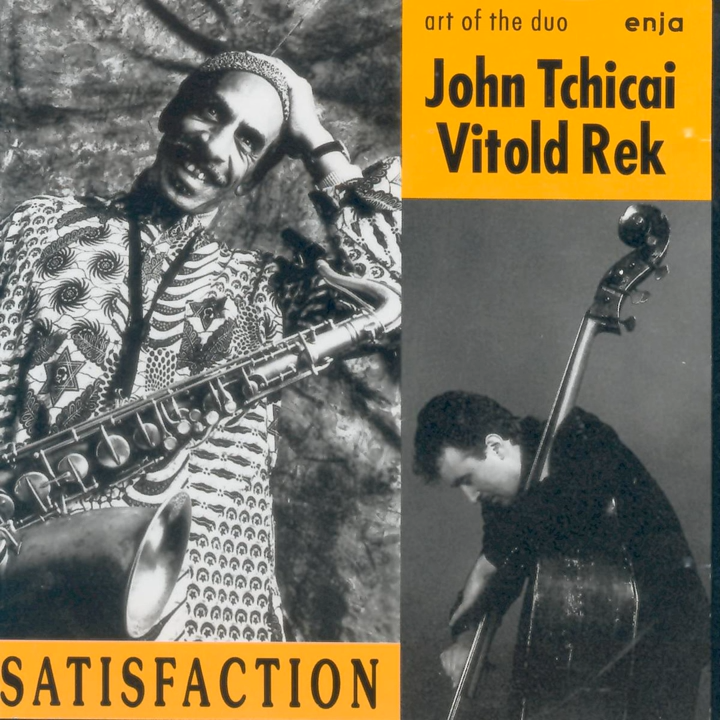 art of the duo
enja
John Tchicai
Vitold Rek
SATISFACTION